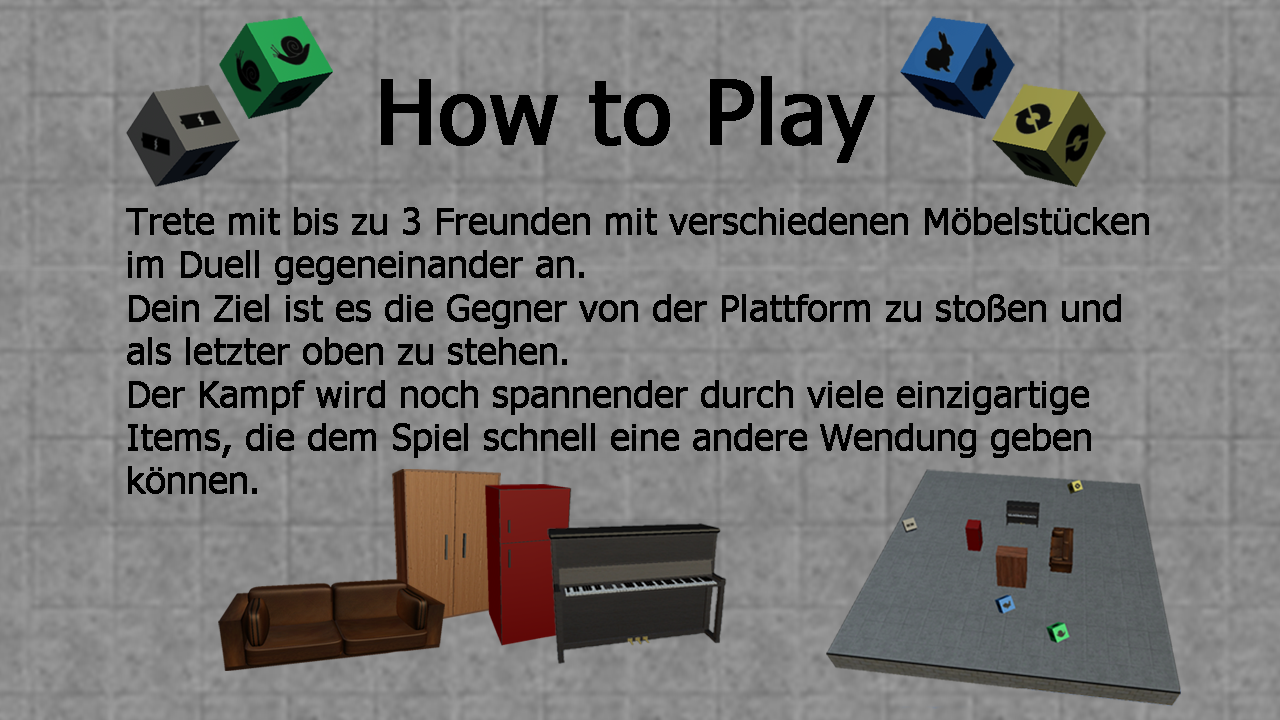 How to Play
Trete mit bis zu 3 Freunden mit verschiedenen Möbelstücken
im Duell gegeneinander an.
Dein Ziel ist es die Gegner von der Plattform zu stoßen und
als letzter oben zu stehen.
Der Kampf wird noch spannender durch viele einzigartige
Items, die dem Spiel schnell eine andere Wendung geben
können.